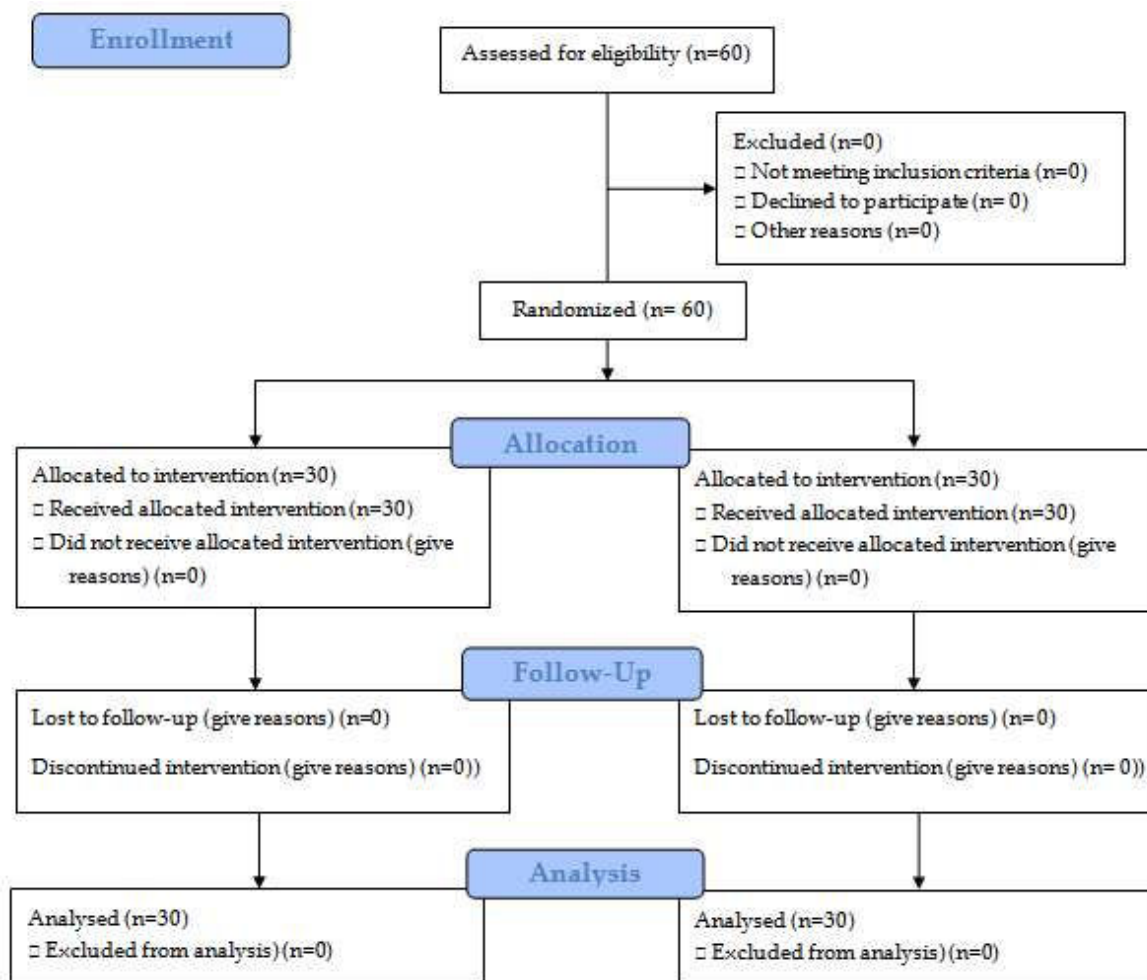 Enrollment
Assessed for eligibility (n=60)
Excluded (n=0)
□ Not meeting inclusion criteria (n=0)
□ Declined to participate (n= 0)
□ Other reasons (n=0)
Randomized (n= 60)
Allocation
Allocated to intervention (n=30)
□ Received allocated intervention (n=30)
□ Did not receive allocated intervention (give
reasons) (n=0)
Allocated to intervention (n=30)
□ Received allocated intervention (n=30)
□ Did not receive allocated intervention (give
reasons) (n=0)
Follow-Up
Lost to follow-up (give reasons) (n=0)
Discontinued intervention (give reasons) (n=0))
Lost to follow-up (give reasons) (n=0)
Discontinued intervention (give reasons) (n= 0))
Analysis
Analysed (n=30)
□ Excluded from analysis) (n=0)
Analysed (n=30)
□ Excluded from analysis) (n=0)